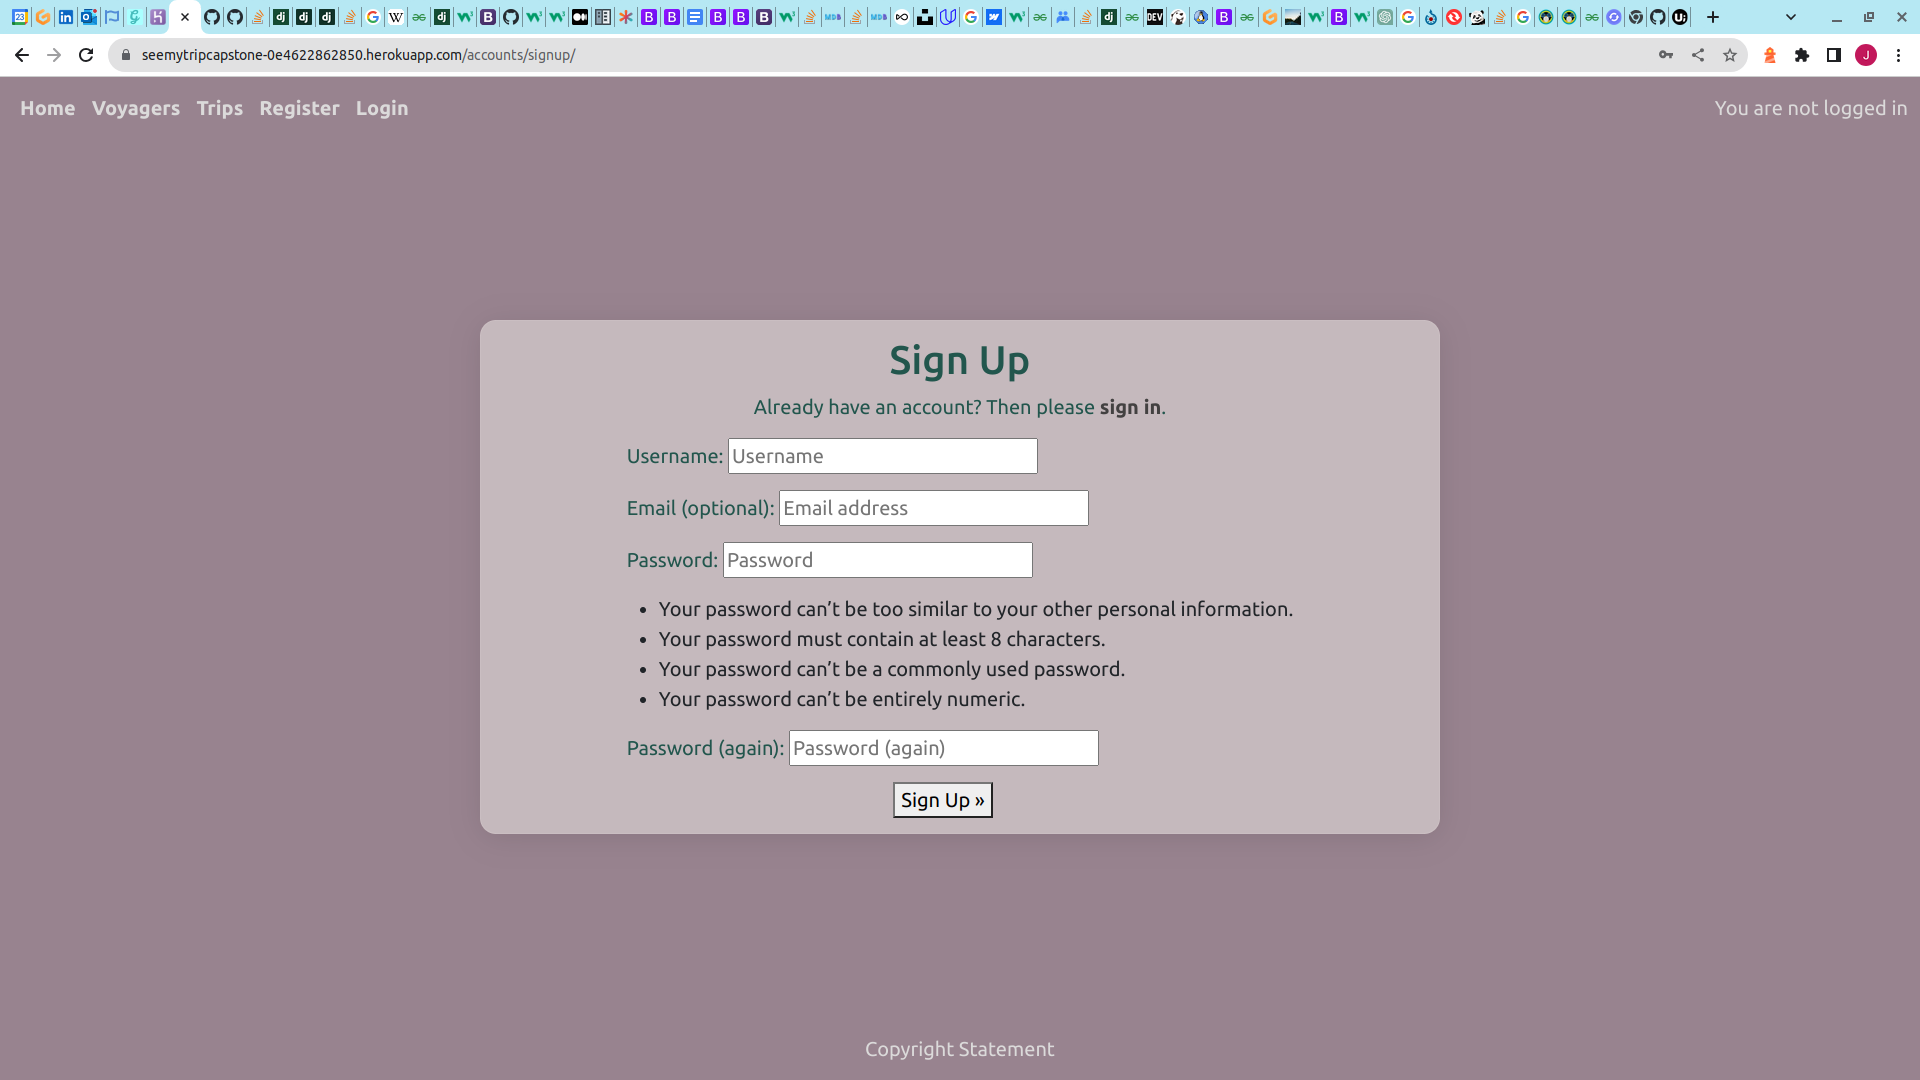 seemytripcapstone-0e4622862850.herokuapp.com/accounts/signup/
Home Voyagers Trips Register Login
You are not logged in
Sign Up
Already have an account? Then please sign in.
Username: Username
Email (optional): Email address
Password: Password
• Your password can’t be too similar to your other personal information.
• Your password must contain at least 8 characters.
• Your password can’t be a commonly used password.
• Your password can’t be entirely numeric.
Password (again): Password (again)
Sign Up »
Copyright Statement